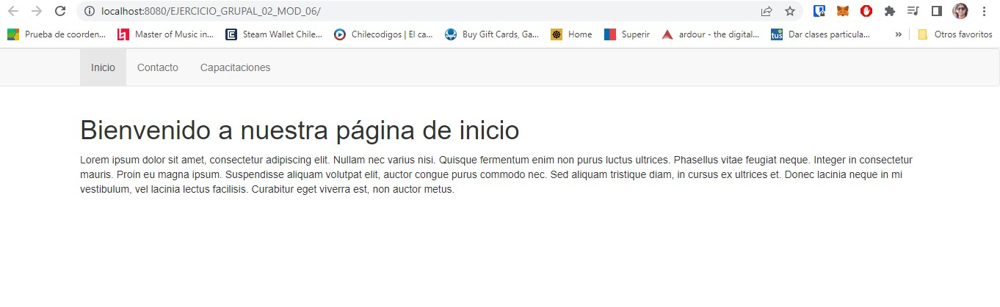 localhost:8080/EJERCICIO_GRUPAL_02_MOD_06/
Prueba de coorden... Master of Music in... Steam Wallet Chile... Chilecodigos | El ca... Buy Gift Cards, Ga... Home Superir ardour - the digital... tus Dar clases particula... » Otros favoritos
Inicio Contacto Capacitaciones
Bienvenido a nuestra página de inicio
Lorem ipsum dolor sit amet, consectetur adipiscing elit. Nullam nec varius nisi. Quisque fermentum enim non purus luctus ultrices. Phasellus vitae feugiat neque. Integer in consectetur
mauris. Proin eu magna ipsum. Suspendisse aliquam volutpat elit, auctor congue purus commodo nec. Sed aliquam tristique diam, in cursus ex ultrices et. Donec lacinia neque in mi
vestibulum, vel lacinia lectus facilisis. Curabitur eget viverra est, non auctor metus.